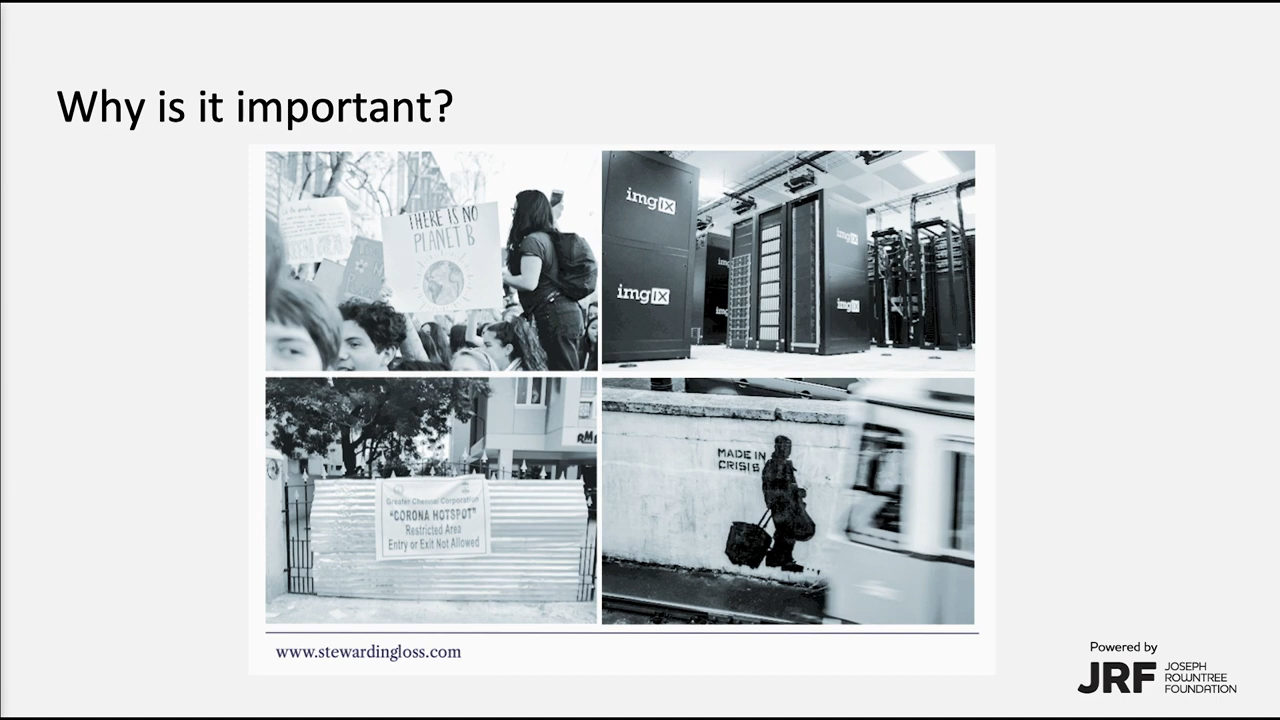 Why is it important?
THERE IS NO
PLANET B
imgIX
imgIX
imgIX
imgIX
Greater Chennai Corporation
"CORONA HOTSPOT"
Restricted Area
Entry or Exit Not Allowed
MADE IN
CRISIS
www.stewardingloss.com
Powered by
JRF JOSEPH
ROWNTREE
FOUNDATION